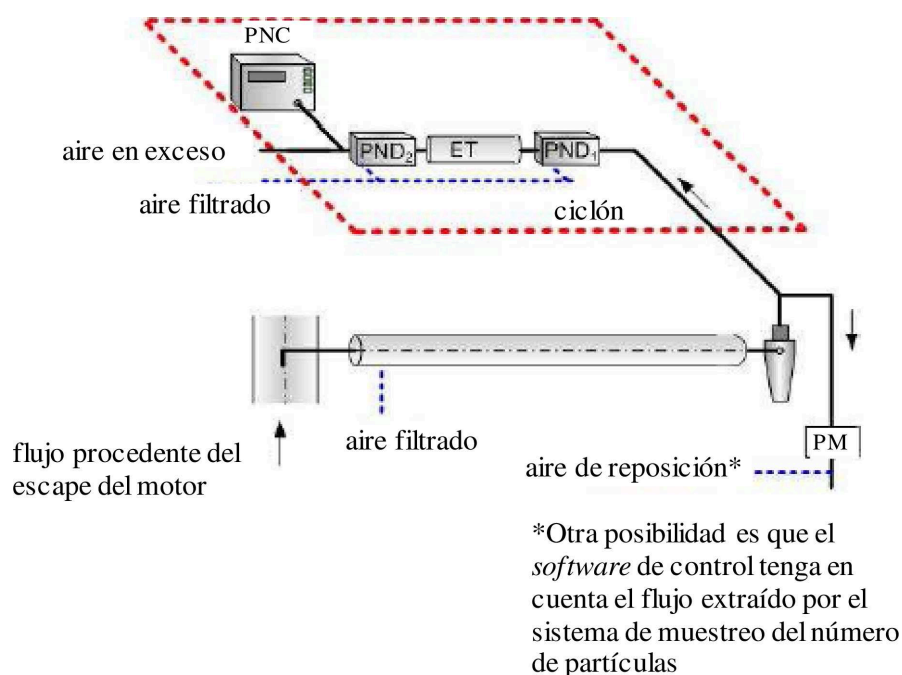 PNC
aire en exceso
PND₂
ET
PND₁
aire filtrado
ciclón
flujo procedente del
escape del motor
aire filtrado
PM
aire de reposición*
*Otra posibilidad es que el
software de control tenga en
cuenta el flujo extraído por el
sistema de muestreo del número
de partículas